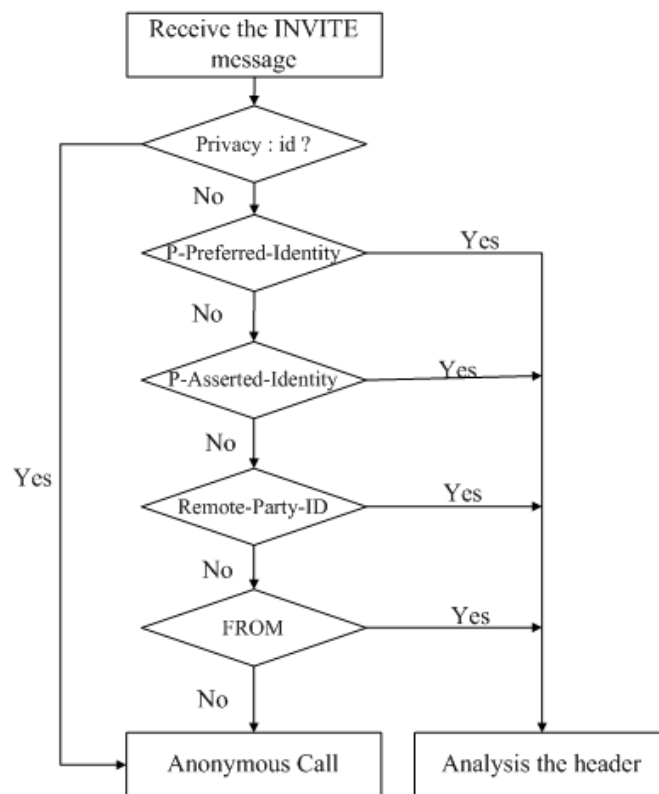 Receive the INVITE
message
Privacy : id ?
No
P-Preferred-Identity
Yes
No
P-Asserted-Identity
Yes
No
Yes
Remote-Party-ID
Yes
No
FROM
Yes
No
Anonymous Call
Analysis the header